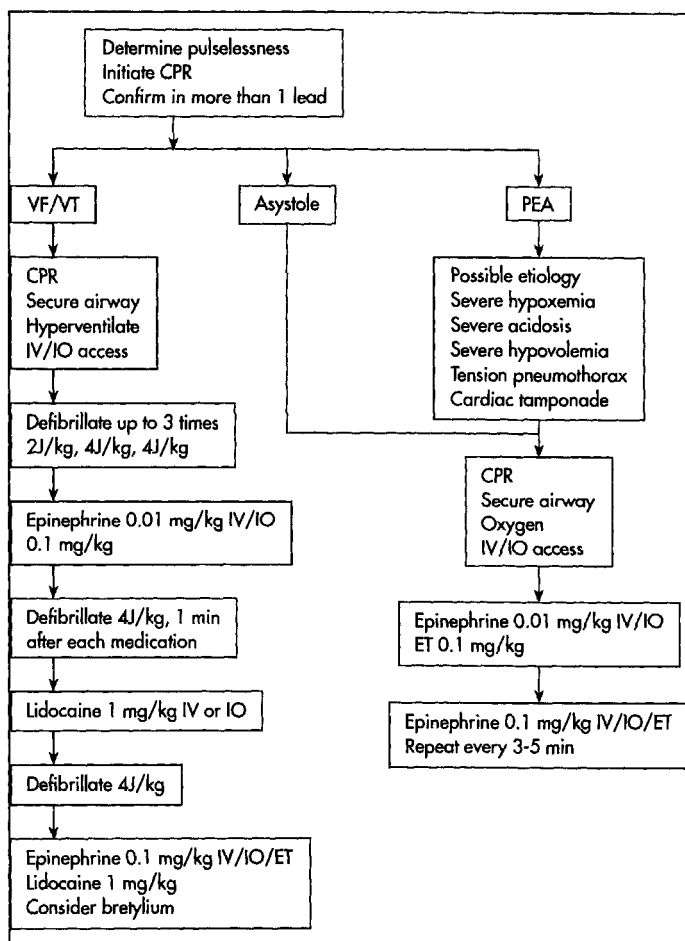 Determine pulselessness
Initiate CPR
Confirm in more than 1 lead
VF/VT
Asystole
PEA
CPR
Secure airway
Hyperventilate
IV/IO access
Defibrillate up to 3 times
2J/kg, 4J/kg, 4J/kg
Epinephrine 0.01 mg/kg IV/IO
0.1 mg/kg
Defibrillate 4J/kg, 1 min
after each medication
Lidocaine 1 mg/kg IV or IO
Defibrillate 4J/kg
Epinephrine 0.1 mg/kg IV/IO/ET
Lidocaine 1 mg/kg
Consider bretylium
Possible etiology
Severe hypoxemia
Severe acidosis
Severe hypovolemia
Tension pneumothorax
Cardiac tamponade
CPR
Secure airway
Oxygen
IV/IO access
Epinephrine 0.01 mg/kg IV/IO
ET 0.1 mg/kg
Epinephrine 0.1 mg/kg IV/IO/ET
Repeat every 3-5 min